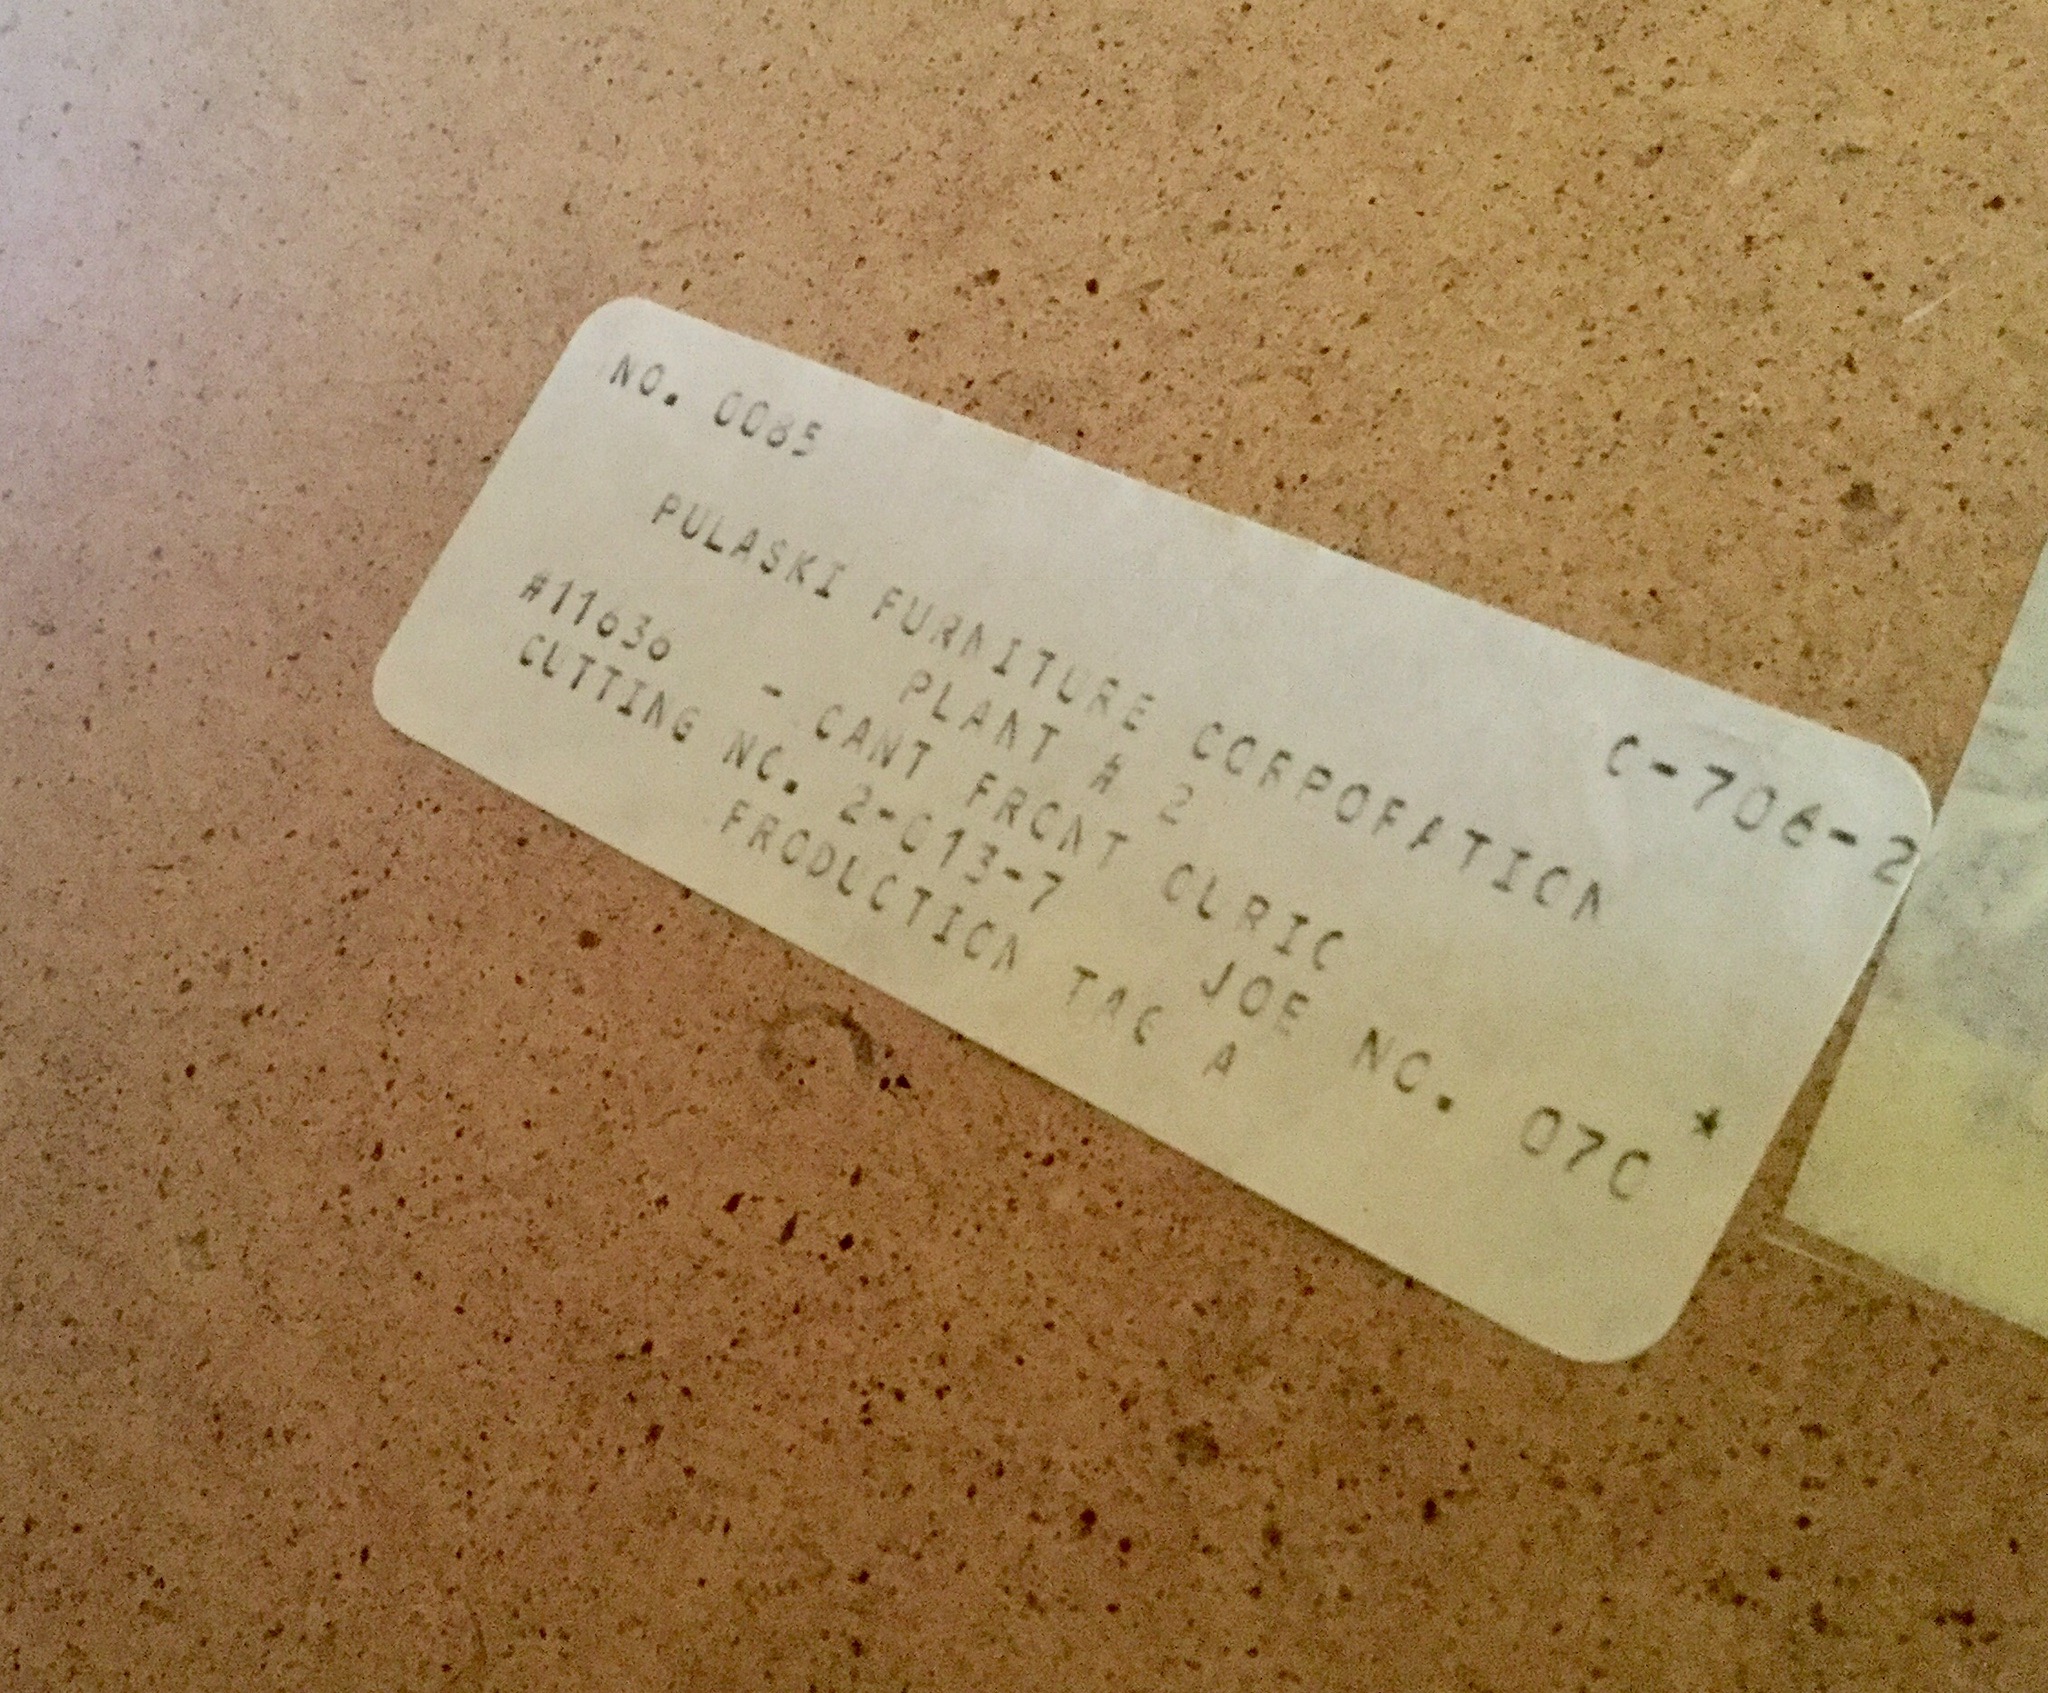 NO. 0085
C-706-2
PULASKI FURNITURE CORPORATION
PLANT # 2
#11636 - CANT FRONT CURIO
CUTTING NO. 2-013-7 JOB NO. 070 *
PRODUCTION TAG A